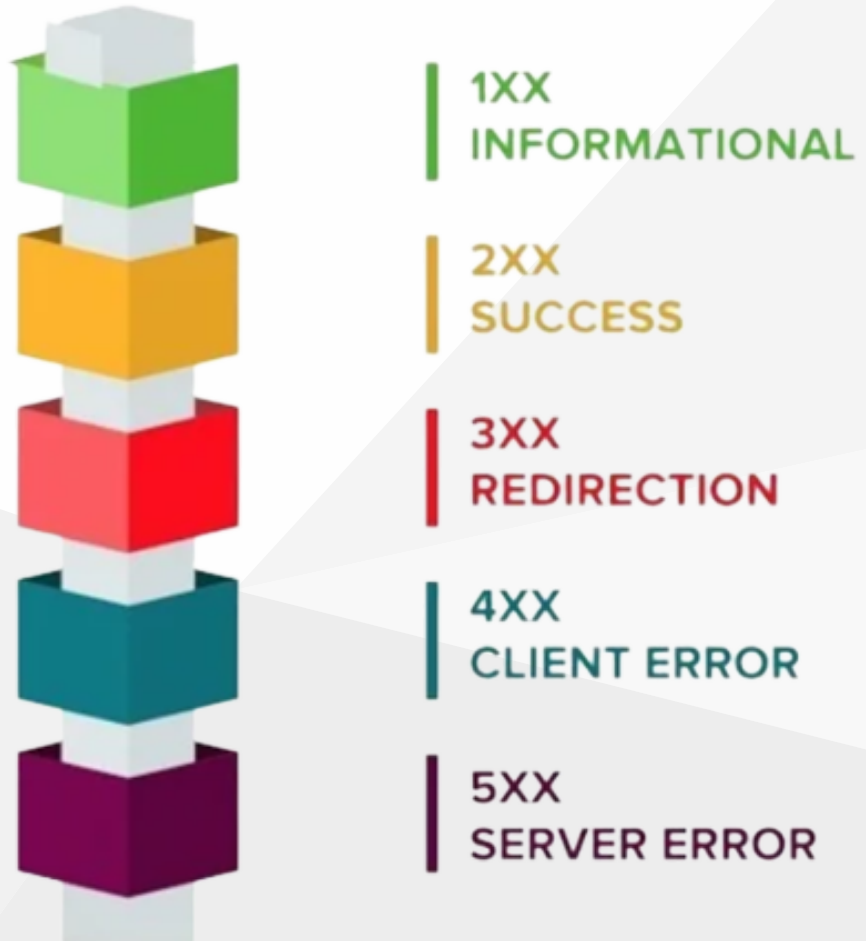 1XX
INFORMATIONAL
2XX
SUCCESS
3XX
REDIRECTION
4XX
CLIENT ERROR
5XX
SERVER ERROR